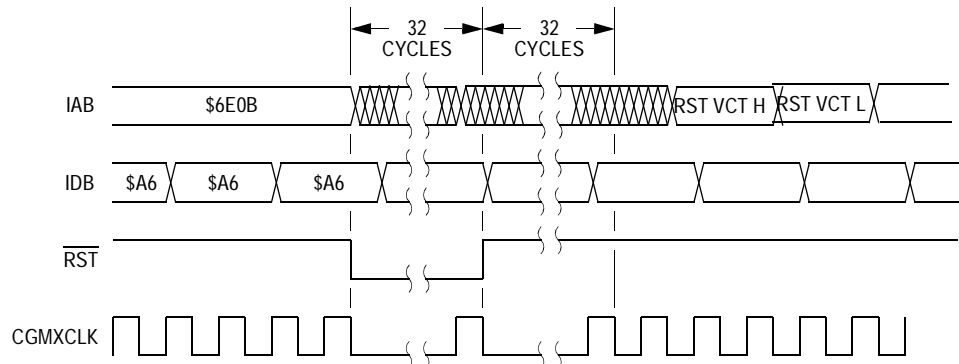 32
CYCLES
32
CYCLES
IAB
$6E0B
RST VCT H
RST VCT L
IDB
$A6
$A6
$A6
RST
CGMXCLK